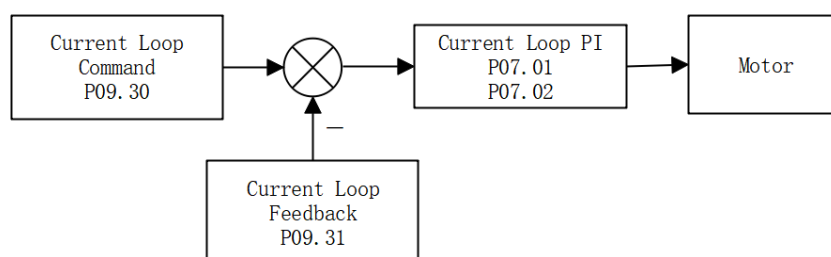 Current Loop
Command
P09.30
Current Loop PI
P07.01
P07.02
Motor
—
Current Loop
Feedback
P09.31